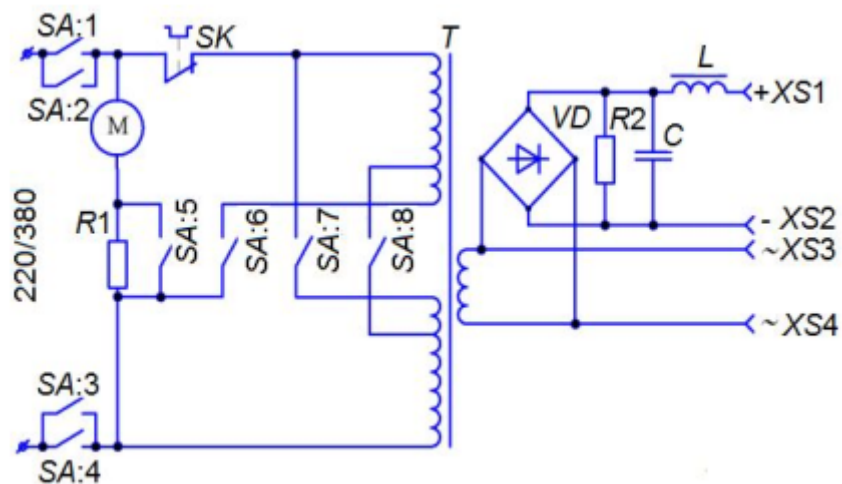 SA:1
SK
T
L
SA:2
M
VD
R2
C
+XS1
R1
SA:5
SA:6
SA:7
SA:8
- XS2
~XS3
220/380
~XS4
SA:3
SA:4